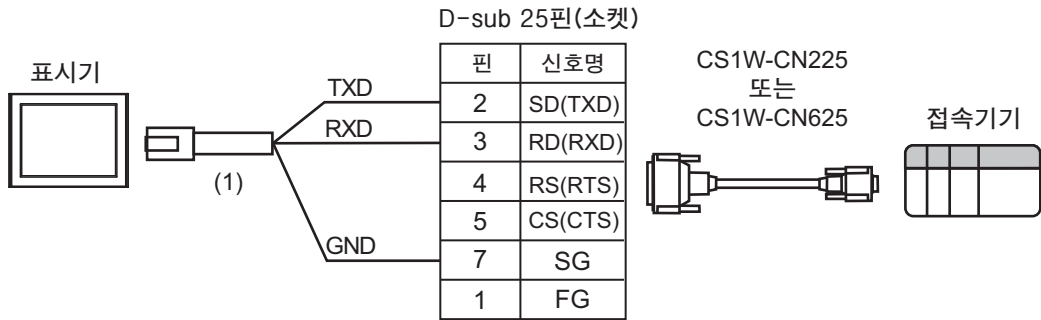 D-sub 25핀(소켓)
표시기
TXD
RXD
GND
(1)
핀 신호명
2 SD(TXD)
3 RD(RXD)
4 RS(RTS)
5 CS(CTS)
7 SG
1 FG
CS1W-CN225
또는
CS1W-CN625
접속기기